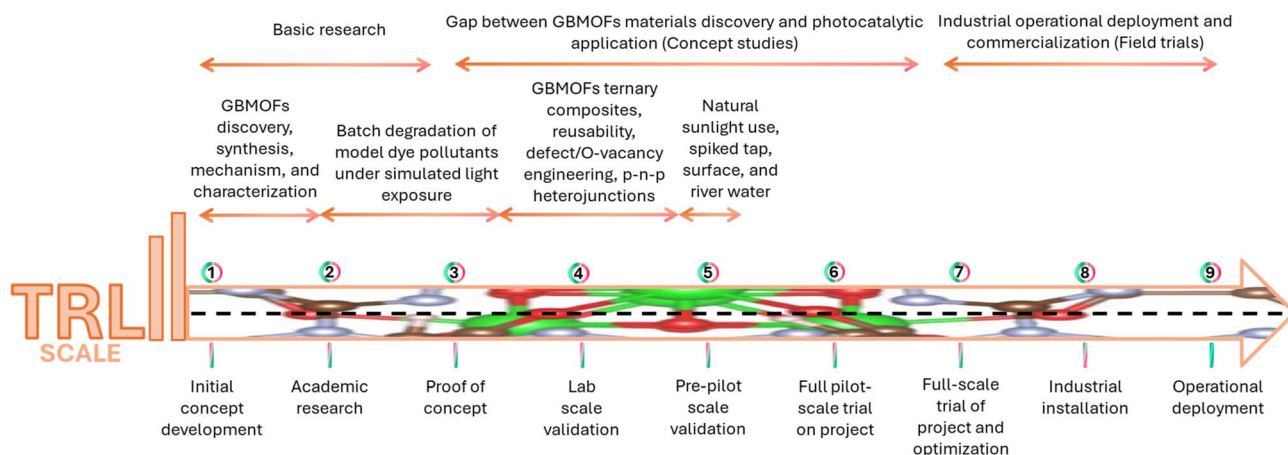 Basic research
Gap between GBMOFs materials discovery and photocatalytic
application (Concept studies)
Industrial operational deployment and
commercialization (Field trials)
GBMOFs
discovery,
synthesis,
mechanism, and
characterization
Batch degradation of
model dye pollutants
under simulated light
exposure
GBMOFs ternary
composites,
reusability,
defect/O-vacancy
engineering, p-n-p
heterojunctions
Natural
sunlight use,
spiked tap,
surface, and
river water
TRL
SCALE
1
2
3
4
5
6
7
8
9
Initial
concept
development
Academic
research
Proof of
concept
Lab
scale
validation
Pre-pilot
scale
validation
Full pilot-
scale trial
on project
Full-scale
trial of
project and
optimization
Industrial
installation
Operational
deployment